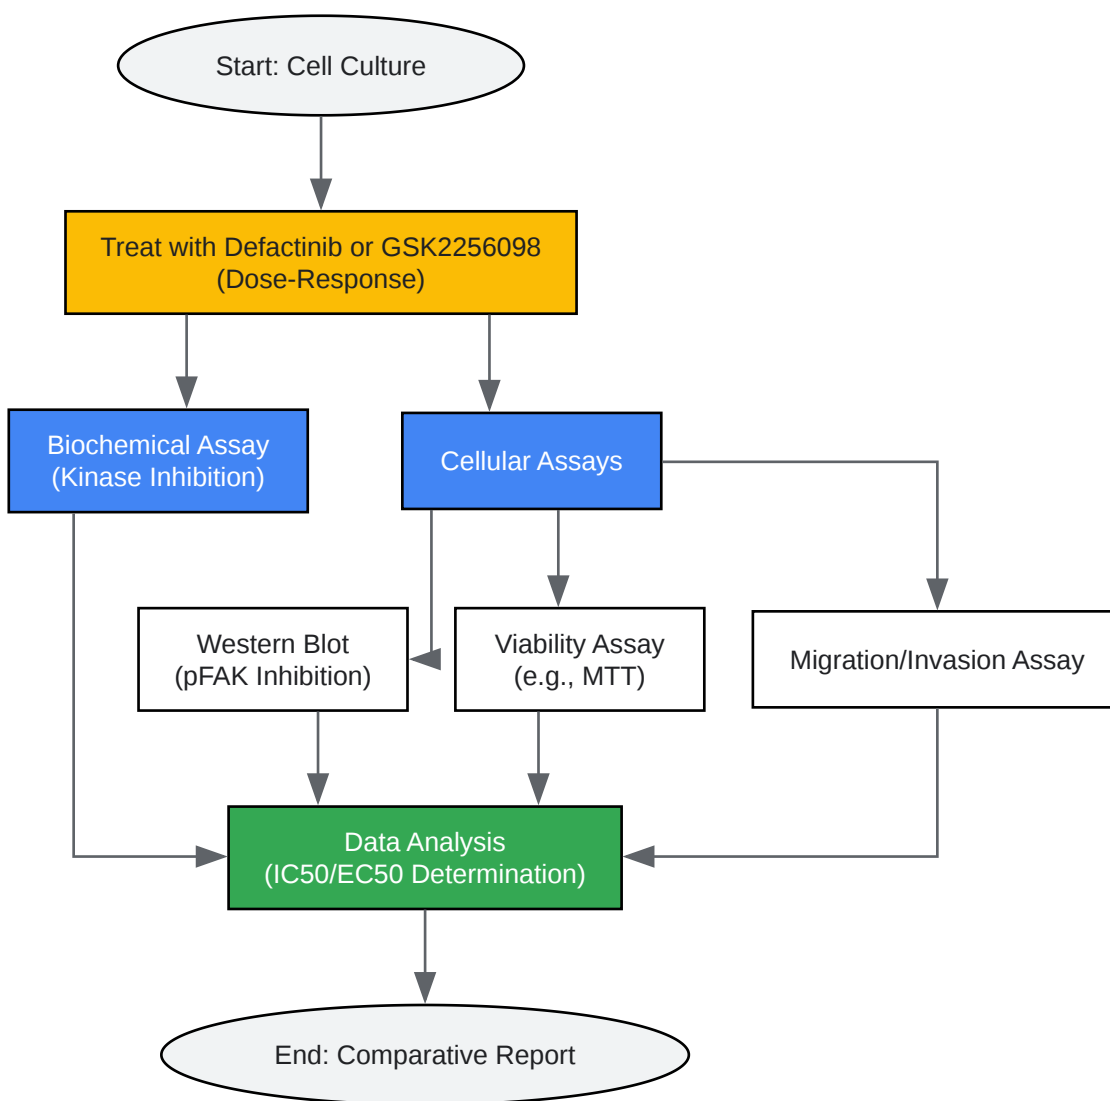 Start: Cell Culture
Treat with Defactinib or GSK2256098
(Dose-Response)
Biochemical Assay
(Kinase Inhibition)
Cellular Assays
Western Blot
(pFAK Inhibition)
Viability Assay
(e.g., MTT)
Migration/Invasion Assay
Data Analysis
(IC50/EC50 Determination)
End: Comparative Report